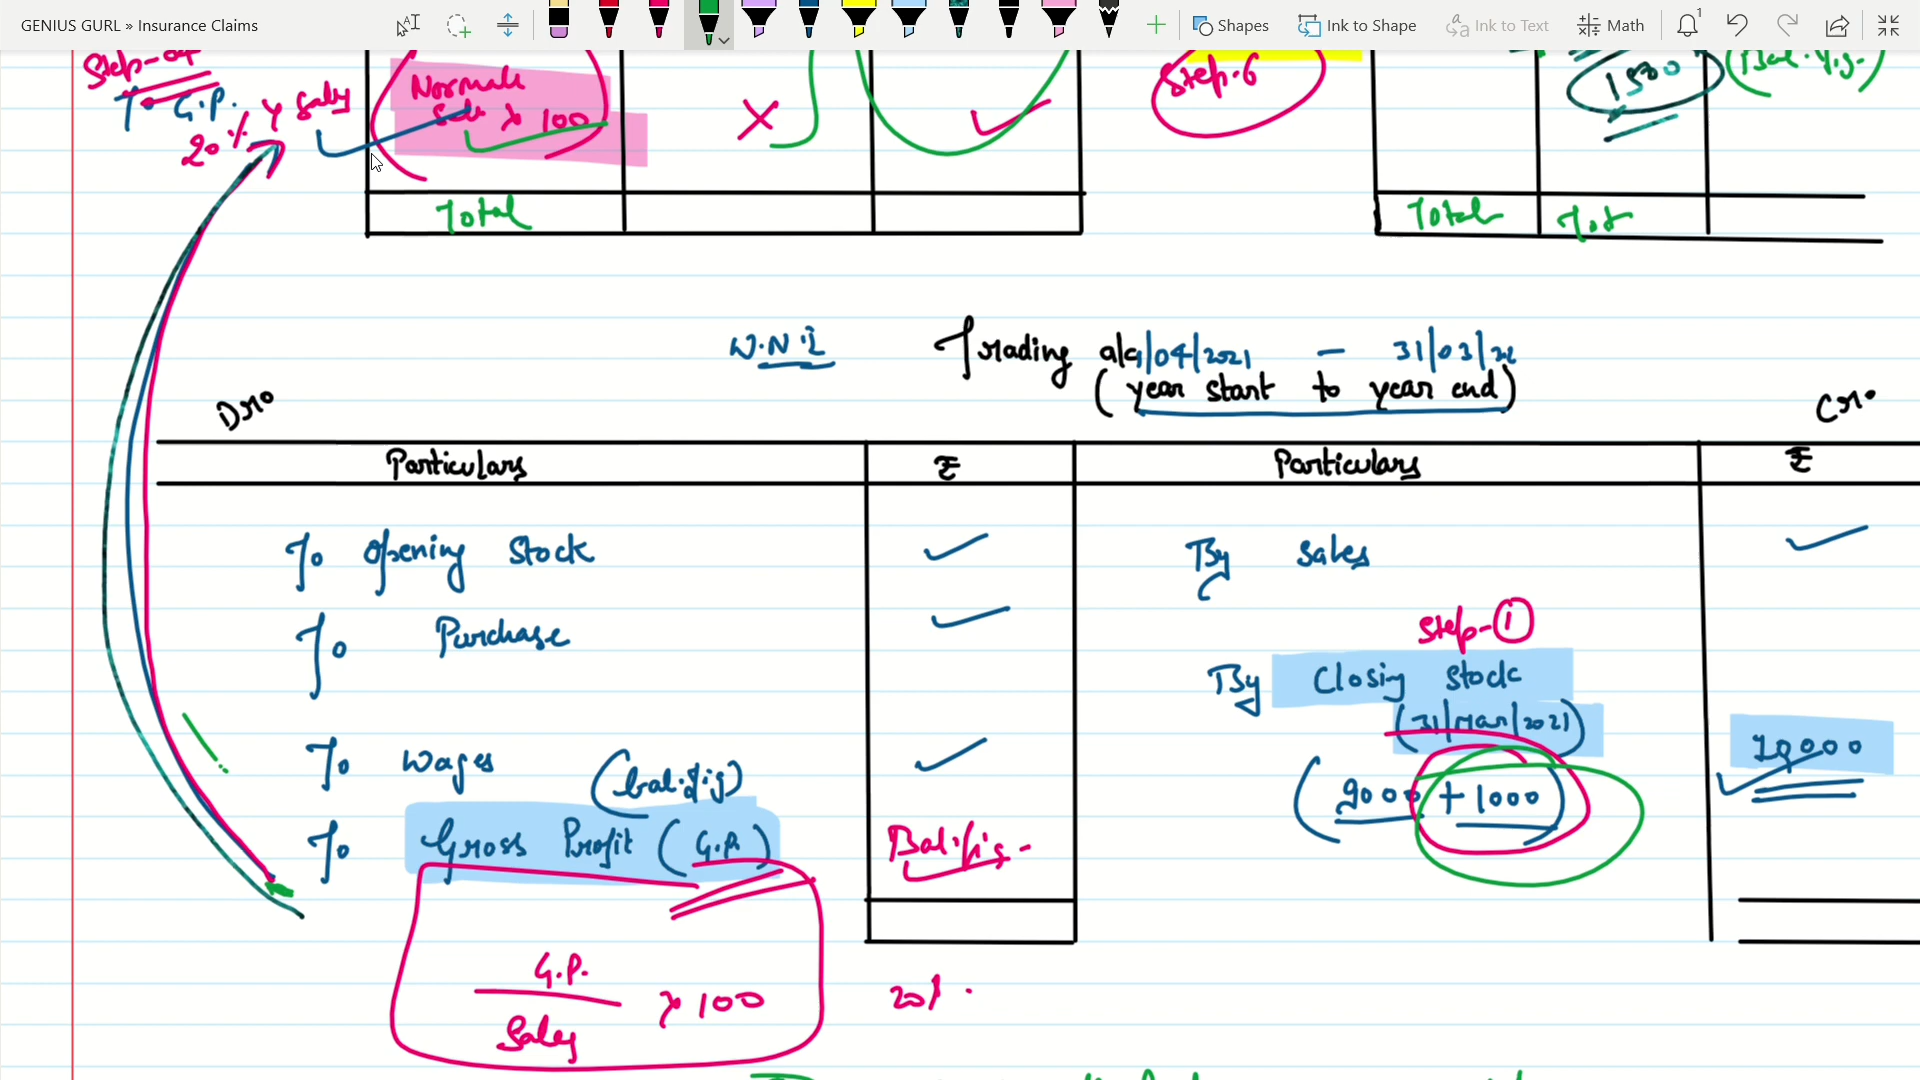 GENIUS GURL » Insurance Claims
Shapes
Ink to Shape
Ink to Text
Math
1
Step-04
To G.P.
20 % of Sales
Normal
Sale × 100
×
Step-6
1500
(Bal. fig.)
Total
Total
Tot
W.N.I
Trading a/c 1/04/2021 - 31/03/22
(year start to year end)
Dr.
Cr.
Particulars
₹
Particulars
₹
To Opening Stock
By Sales
To Purchase
Step-1
By Closing Stock
(31/Mar/2021)
To Wages
(bal.fig)
(9000 + 1000)
10000
To Gross Profit (G.P.)
Bal.fig.
G.P.
Sales
× 100
20%.